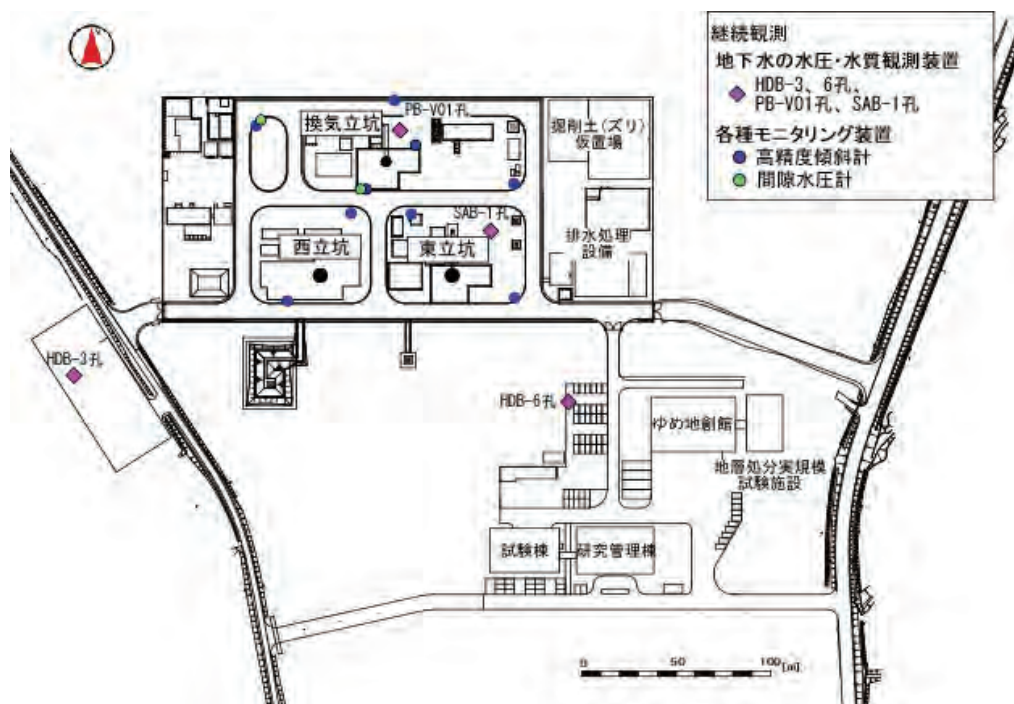 継続観測
地下水の水圧・水質観測装置
HDB-3、6孔、
PB-V01孔、SAB-1孔
各種モニタリング装置
高精度傾斜計
間隙水圧計
PB-V01孔
換気立坑
掘削土(ズリ)
仮置場
SAB-1孔
西立坑
東立坑
排水処理
設備
HDB-3孔
HDB-6孔
ゆめ地創館
地層処分実規模
試験施設
試験棟
研究管理棟
0 50 100[m]